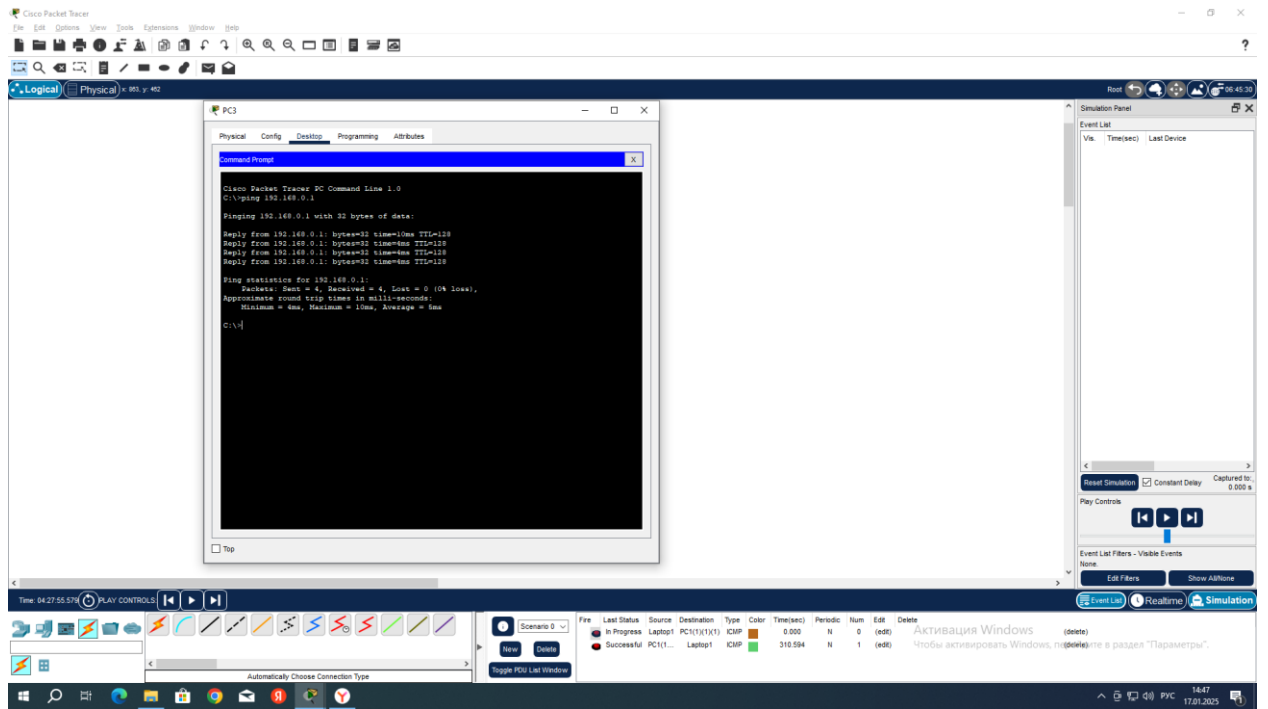 Cisco Packet Tracer
File Edit Options View Tools Extensions Window Help
?
Logical Physical x: 863, y: 462 Root 06:45:30
PC3
Physical Config Desktop Programming Attributes
Command Prompt X
Cisco Packet Tracer PC Command Line 1.0
C:\>ping 192.168.0.1
Pinging 192.168.0.1 with 32 bytes of data:
Reply from 192.168.0.1: bytes=32 time=10ms TTL=128
Reply from 192.168.0.1: bytes=32 time=4ms TTL=128
Reply from 192.168.0.1: bytes=32 time=4ms TTL=128
Reply from 192.168.0.1: bytes=32 time=4ms TTL=128
Ping statistics for 192.168.0.1:
Packets: Sent = 4, Received = 4, Lost = 0 (0% loss),
Approximate round trip times in milli-seconds:
Minimum = 4ms, Maximum = 10ms, Average = 5ms
C:\>
Top
Simulation Panel
Event List
Vis. Time(sec) Last Device
Reset Simulation Constant Delay Captured to:
0.000 s
Play Controls
Event List Filters - Visible Events
None
Edit Filters Show All/None
Time: 04:27:55.579 PLAY CONTROLS: Event List Realtime Simulation
Scenario 0
New Delete
Toggle PDU List Window
Fire Last Status Source Destination Type Color Time(sec) Periodic Num Edit Delete
In Progress Laptop1 PC1(1)(1)(1) ICMP 0.000 N 0 (edit) (delete)
Successful PC1(1... Laptop1 ICMP 310.594 N 1 (edit) (delete)
Активация Windows
Чтобы активировать Windows, в раздел "Параметры".
Automatically Choose Connection Type
РУС 14:47
17.01.2025